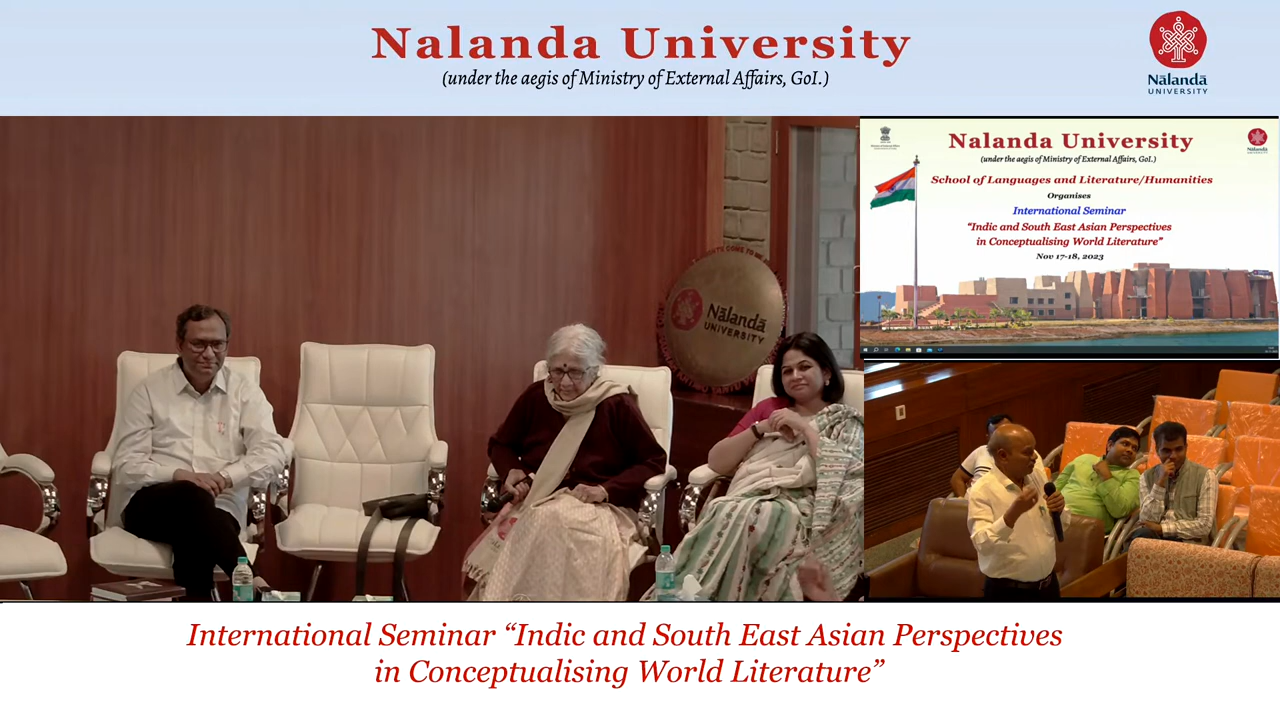 Nalanda University
(under the aegis of Ministry of External Affairs, GoI.)
Nālandā
UNIVERSITY
Nālandā
UNIVERSITY
Nalanda University
(under the aegis of Ministry of External Affairs, GoI.)
School of Languages and Literature/Humanities
Organises
International Seminar
“Indic and South East Asian Perspectives
in Conceptualising World Literature”
Nov 17-18, 2023
International Seminar “Indic and South East Asian Perspectives
in Conceptualising World Literature”